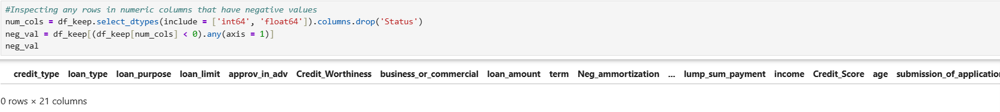 #Inspecting any rows in numeric columns that have negative values
num_cols = df_keep.select_dtypes(include = ['int64', 'float64']).columns.drop('Status')
neg_val = df_keep[(df_keep[num_cols] < 0).any(axis = 1)]
neg_val
credit_type loan_type loan_purpose loan_limit approv_in_adv Credit_Worthiness business_or_commercial loan_amount term Neg_ammortization ... lump_sum_payment income Credit_Score age submission_of_application
0 rows × 21 columns